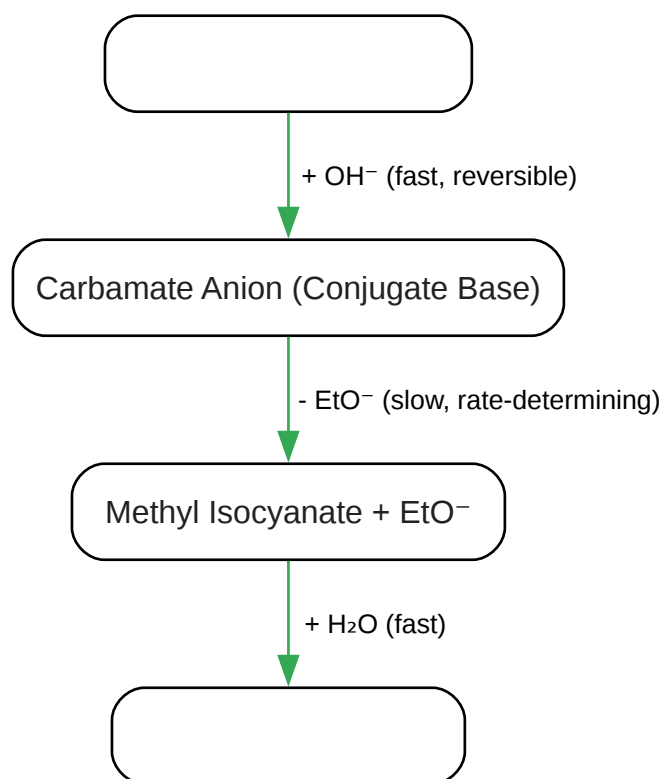 + OH⁻ (fast, reversible)
Carbamate Anion (Conjugate Base)
- EtO⁻ (slow, rate-determining)
Methyl Isocyanate + EtO⁻
+ H₂O (fast)